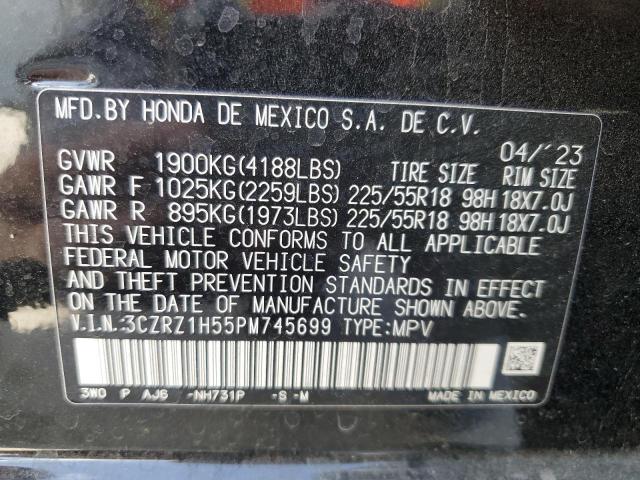 MFD.BY HONDA DE MEXICO S.A. DE C.V.
04/'23
GVWR 1900KG(4188LBS) TIRE SIZE RIM SIZE
GAWR F 1025KG(2259LBS) 225/55R18 98H 18X7.0J
GAWR R 895KG(1973LBS) 225/55R18 98H 18X7.0J
THIS VEHICLE CONFORMS TO ALL APPLICABLE
FEDERAL MOTOR VEHICLE SAFETY
AND THEFT PREVENTION STANDARDS IN EFFECT
ON THE DATE OF MANUFACTURE SHOWN ABOVE.
V.I.N.:3CZRZ1H55PM745699 TYPE:MPV
3W0 P AJ6 -NH731P -S -M
MADE IN MEXICO